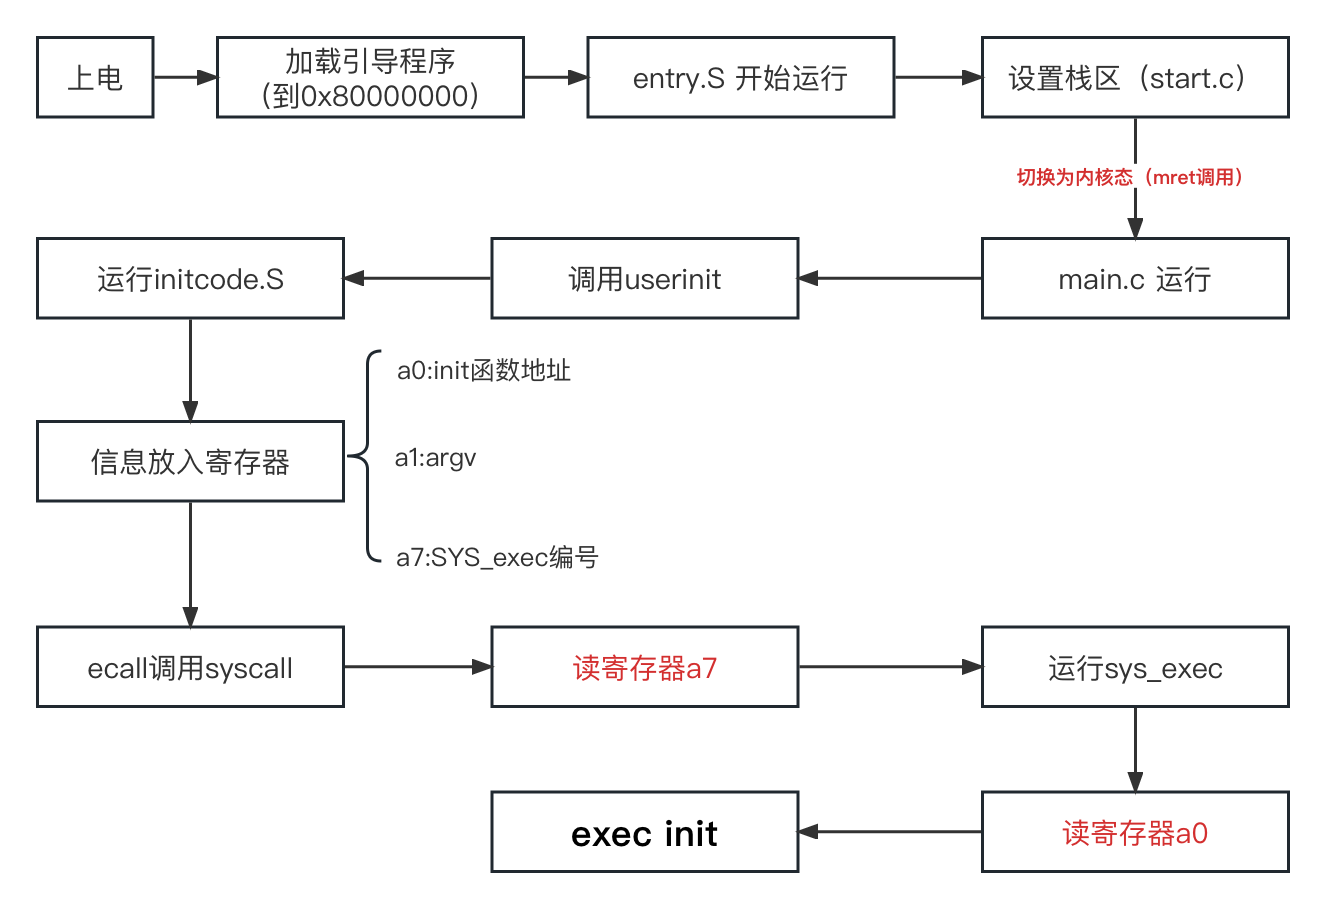 上电
加载引导程序
（到0x80000000）
entry.S 开始运行
设置栈区（start.c）
切换为内核态（mret调用）
main.c 运行
调用userinit
运行initcode.S
信息放入寄存器
a0:init函数地址
a1:argv
a7:SYS_exec编号
ecall调用syscall
读寄存器a7
运行sys_exec
读寄存器a0
exec init